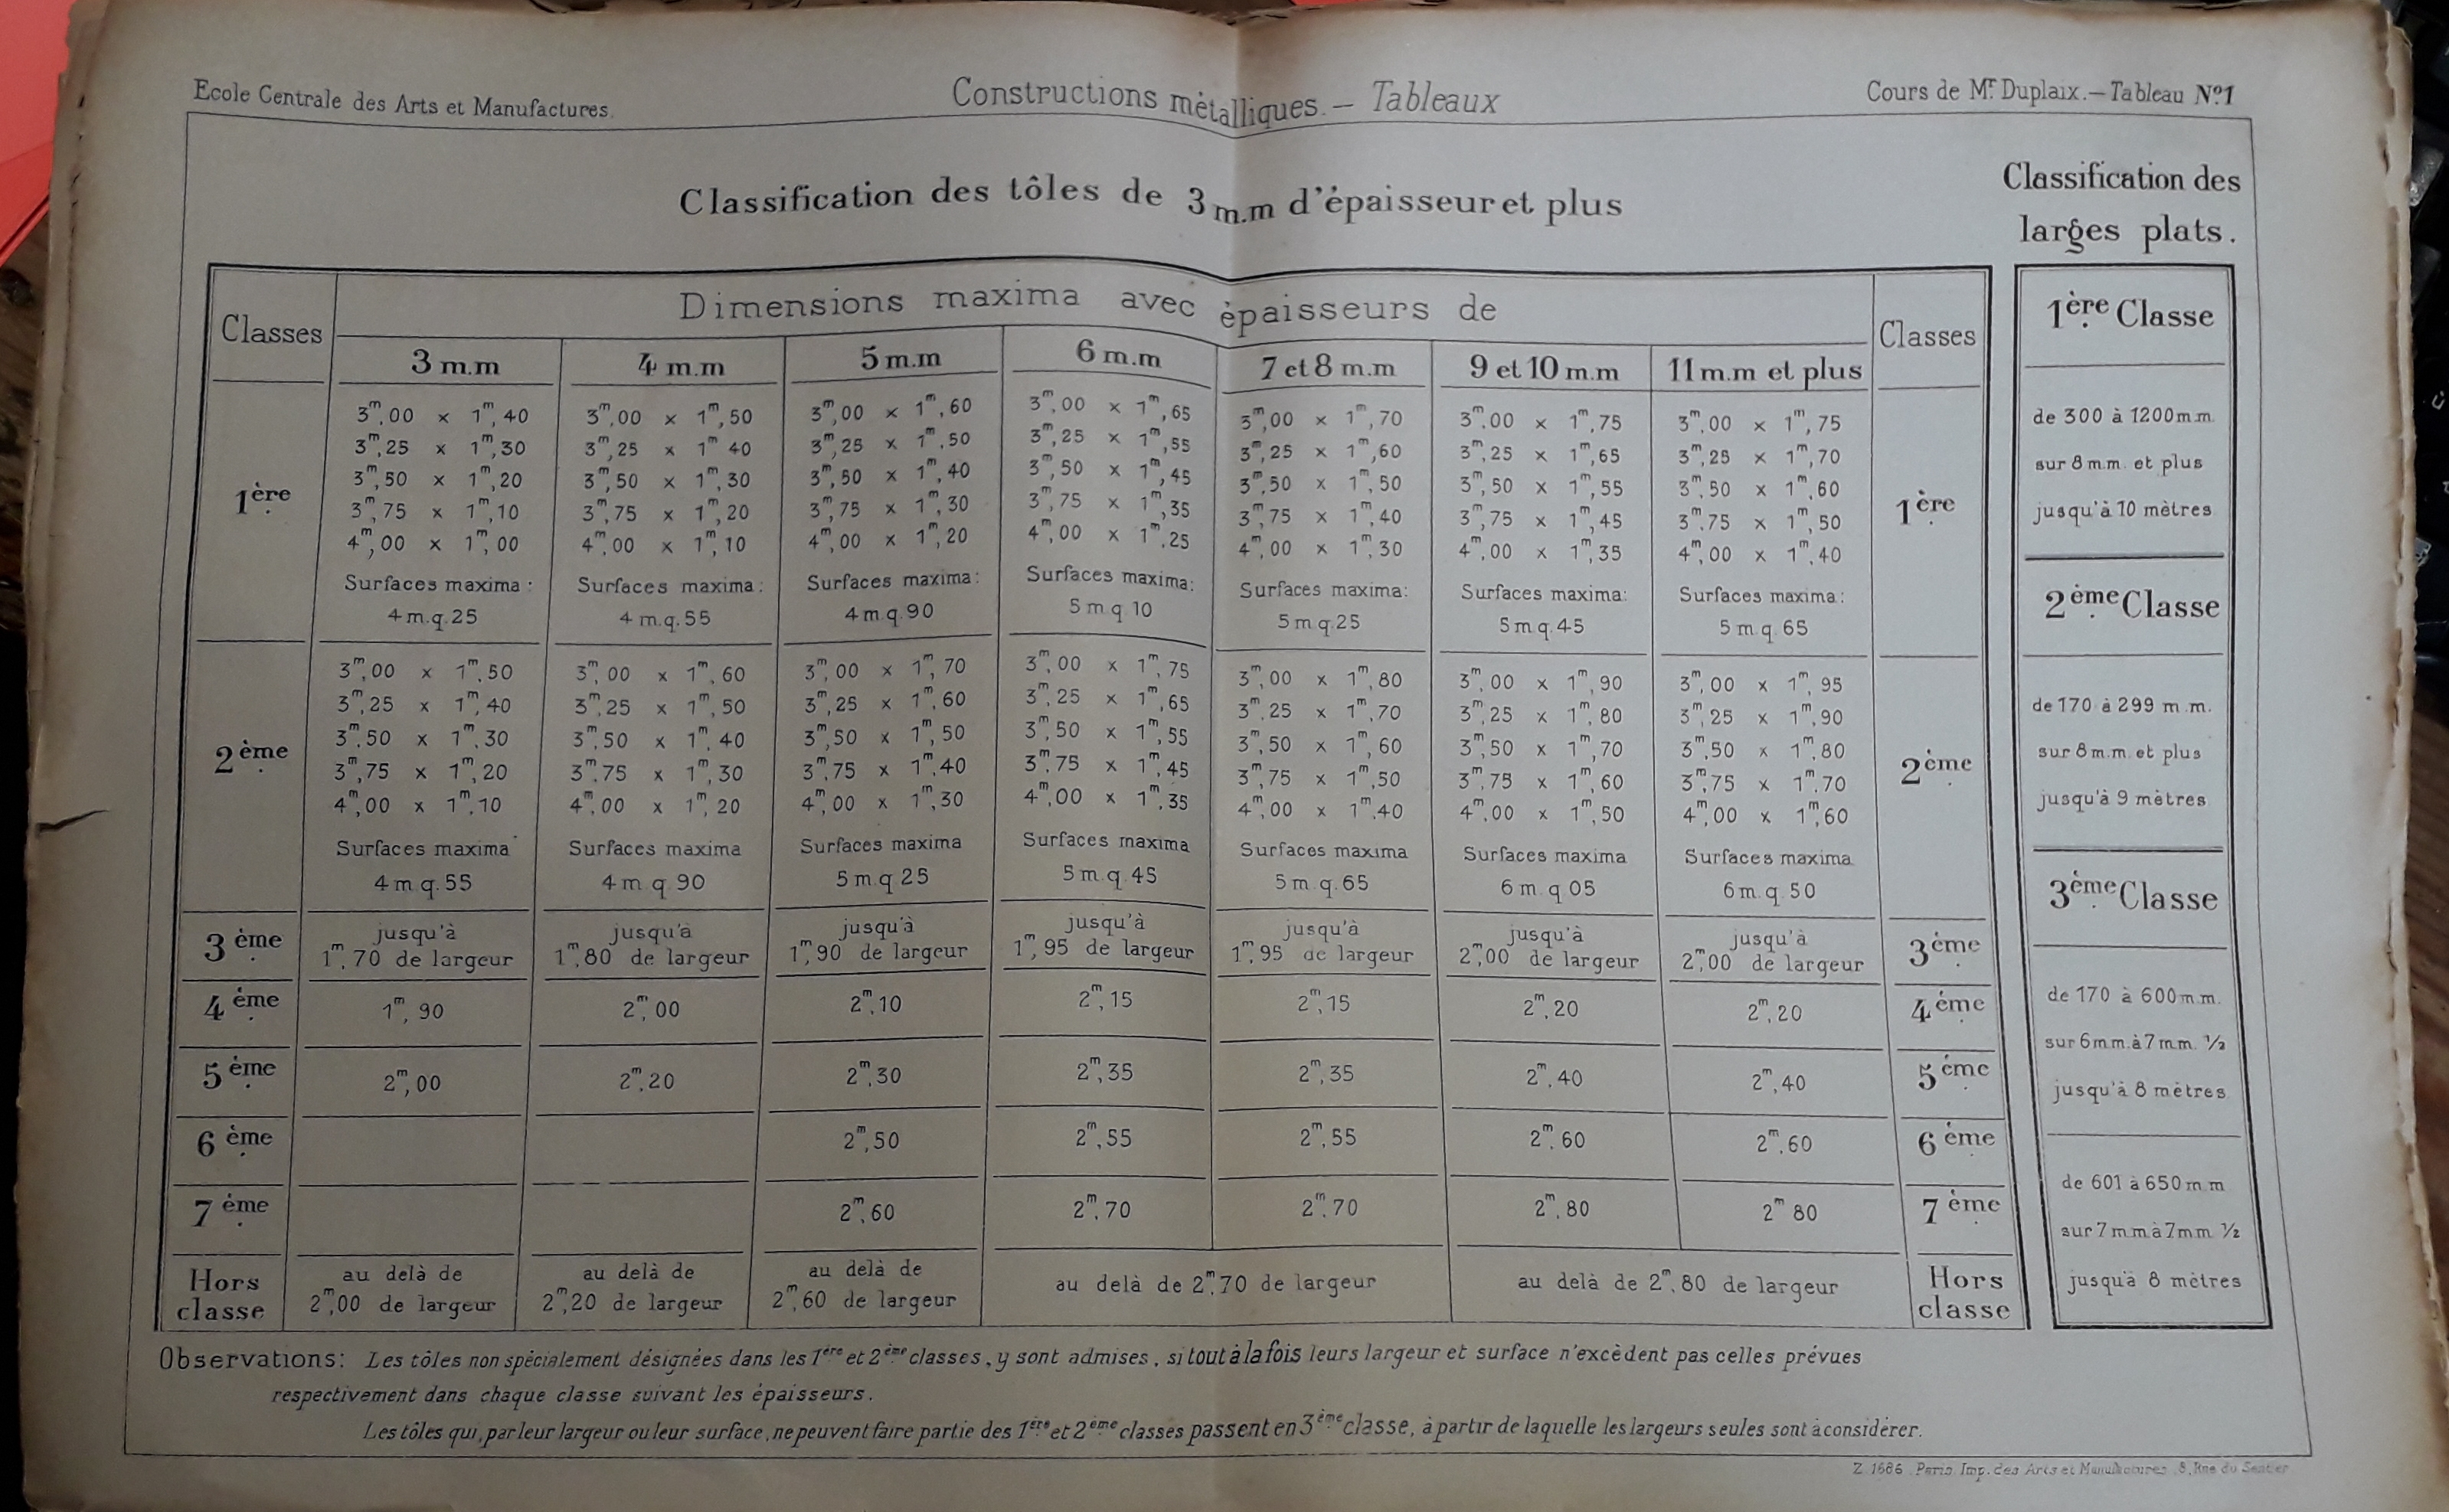 Ecole Centrale des Arts et Manufactures.
Constructions métalliques. — Tableaux
Cours de Mr. Duplaix. — Tableau No. 1
Classification des tôles de 3 m.m d'épaisseur et plus
Classes
Dimensions maxima avec épaisseurs de
Classes
3 m.m 4 m.m 5 m.m 6 m.m 7 et 8 m.m 9 et 10 m.m 11 m.m et plus
1ère
3m,00 x 1m,40 3m,00 x 1m,50 3m,00 x 1m,60 3m,00 x 1m,65 3m,00 x 1m,70 3m,00 x 1m,75 3m,00 x 1m,75
3m,25 x 1m,30 3m,25 x 1m,40 3m,25 x 1m,50 3m,25 x 1m,55 3m,25 x 1m,60 3m,25 x 1m,65 3m,25 x 1m,70
3m,50 x 1m,20 3m,50 x 1m,30 3m,50 x 1m,40 3m,50 x 1m,45 3m,50 x 1m,50 3m,50 x 1m,55 3m,50 x 1m,60
3m,75 x 1m,10 3m,75 x 1m,20 3m,75 x 1m,30 3m,75 x 1m,35 3m,75 x 1m,40 3m,75 x 1m,45 3m,75 x 1m,50
4m,00 x 1m,00 4m,00 x 1m,10 4m,00 x 1m,20 4m,00 x 1m,25 4m,00 x 1m,30 4m,00 x 1m,35 4m,00 x 1m,40
Surfaces maxima: Surfaces maxima: Surfaces maxima: Surfaces maxima: Surfaces maxima: Surfaces maxima: Surfaces maxima:
4 m.q. 25 4 m.q. 55 4 m.q. 90 5 m.q. 10 5 m.q. 25 5 m.q. 45 5 m.q. 65
1ère
2ème
3m,00 x 1m,50 3m,00 x 1m,60 3m,00 x 1m,70 3m,00 x 1m,75 3m,00 x 1m,80 3m,00 x 1m,90 3m,00 x 1m,95
3m,25 x 1m,40 3m,25 x 1m,50 3m,25 x 1m,60 3m,25 x 1m,65 3m,25 x 1m,70 3m,25 x 1m,80 3m,25 x 1m,90
3m,50 x 1m,30 3m,50 x 1m,40 3m,50 x 1m,50 3m,50 x 1m,55 3m,50 x 1m,60 3m,50 x 1m,70 3m,50 x 1m,80
3m,75 x 1m,20 3m,75 x 1m,30 3m,75 x 1m,40 3m,75 x 1m,45 3m,75 x 1m,50 3m,75 x 1m,60 3m,75 x 1m,70
4m,00 x 1m,10 4m,00 x 1m,20 4m,00 x 1m,30 4m,00 x 1m,35 4m,00 x 1m,40 4m,00 x 1m,50 4m,00 x 1m,60
Surfaces maxima Surfaces maxima Surfaces maxima Surfaces maxima Surfaces maxima Surfaces maxima Surfaces maxima
4 m.q. 55 4 m.q. 90 5 m.q. 25 5 m.q. 45 5 m.q. 65 6 m.q. 05 6 m.q. 50
2ème
3ème
jusqu'à jusqu'à jusqu'à jusqu'à jusqu'à jusqu'à jusqu'à
1m,70 de largeur 1m,80 de largeur 1m,90 de largeur 1m,95 de largeur 1m,95 de largeur 2m,00 de largeur 2m,00 de largeur
3ème
4ème 1m,90 2m,00 2m,10 2m,15 2m,15 2m,20 2m,20 4ème
5ème 2m,00 2m,20 2m,30 2m,35 2m,35 2m,40 2m,40 5ème
6ème 2m,50 2m,55 2m,55 2m,60 2m,60 6ème
7ème 2m,60 2m,70 2m,70 2m,80 2m 80 7ème
Hors au delà de au delà de au delà de au delà de 2m,70 de largeur au delà de 2m,80 de largeur Hors
classe 2m,00 de largeur 2m,20 de largeur 2m,60 de largeur classe
Classification des
larges plats.
1ère Classe
de 300 à 1200 m.m.
sur 8 m.m. et plus
jusqu'à 10 mètres
2ème Classe
de 170 à 299 m.m.
sur 8 m.m. et plus
jusqu'à 9 mètres
3ème Classe
de 170 à 600 m.m.
sur 6 m.m. à 7 m.m. 1/2
jusqu'à 8 mètres
de 601 à 650 m.m
sur 7 m.m à 7 m.m 1/2
jusqu'à 8 mètres
Observations: Les tôles non spécialement désignées dans les 1ère et 2ème classes, y sont admises, si tout à la fois leurs largeur et surface n'excèdent pas celles prévues
respectivement dans chaque classe suivant les épaisseurs.
Les tôles qui, par leur largeur ou leur surface, ne peuvent faire partie des 1ère et 2ème classes passent en 3ème classe, à partir de laquelle les largeurs seules sont à considérer.
Z. 1686. Paris. Imp. des Arts et Manufactures, 8, Rue du Sentier